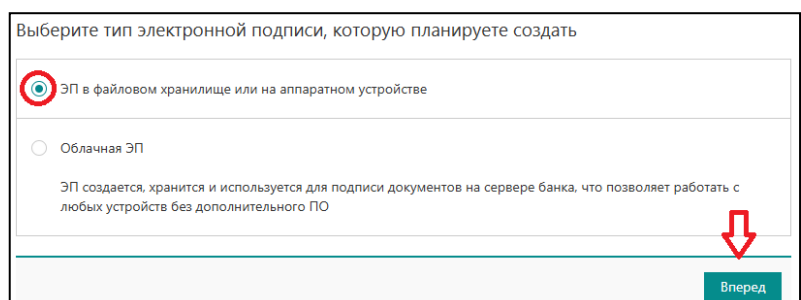 Выберите тип электронной подписи, которую планируете создать
ЭП в файловом хранилище или на аппаратном устройстве
Облачная ЭП
ЭП создается, хранится и используется для подписи документов на сервере банка, что позволяет работать с
любых устройств без дополнительного ПО
Вперед